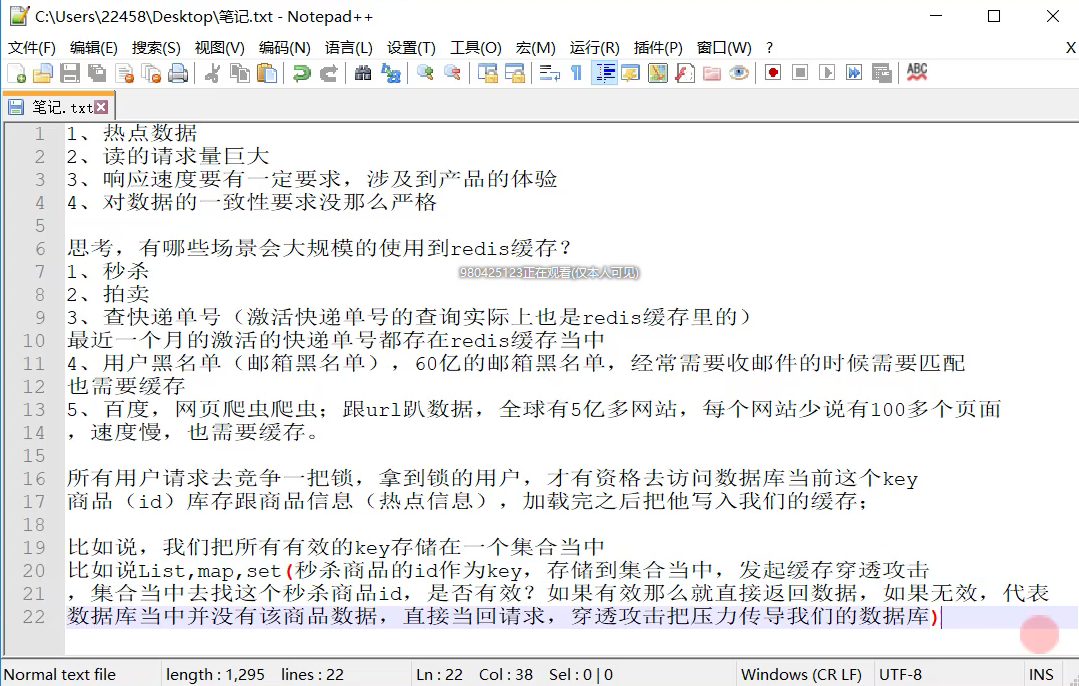 C:\Users\22458\Desktop\笔记.txt - Notepad++
文件(F) 编辑(E) 搜索(S) 视图(V) 编码(N) 语言(L) 设置(T) 工具(O) 宏(M) 运行(R) 插件(P) 窗口(W) ? X
ABC
笔记.txt
1 1、热点数据
2 2、读的请求量巨大
3 3、响应速度要有一定要求，涉及到产品的体验
4 4、对数据的一致性要求没那么严格
5
6 思考，有哪些场景会大规模的使用到redis缓存？
7 1、秒杀
980425123正在观看(仅本人可见)
8 2、拍卖
9 3、查快递单号（激活快递单号的查询实际上也是redis缓存里的）
10 最近一个月的激活的快递单号都存在redis缓存当中
11 4、用户黑名单（邮箱黑名单），60亿的邮箱黑名单，经常需要收邮件的时候需要匹配
12 也需要缓存
13 5、百度，网页爬虫爬虫；跟url趴数据，全球有5亿多网站，每个网站少说有100多个页面
14 ，速度慢，也需要缓存。
15
16 所有用户请求去竞争一把锁，拿到锁的用户，才有资格去访问数据库当前这个key
17 商品（id）库存跟商品信息（热点信息），加载完之后把他写入我们的缓存；
18
19 比如说，我们把所有有效的key存储在一个集合当中
20 比如说List,map,set(秒杀商品的id作为key，存储到集合当中，发起缓存穿透攻击
21 ，集合当中去找这个秒杀商品id，是否有效？如果有效那么就直接返回数据，如果无效，代表
22 数据库当中并没有该商品数据，直接当回请求，穿透攻击把压力传导我们的数据库)
Normal text file length : 1,295 lines : 22 Ln : 22 Col : 38 Sel : 0 | 0 Windows (CR LF) UTF-8 INS